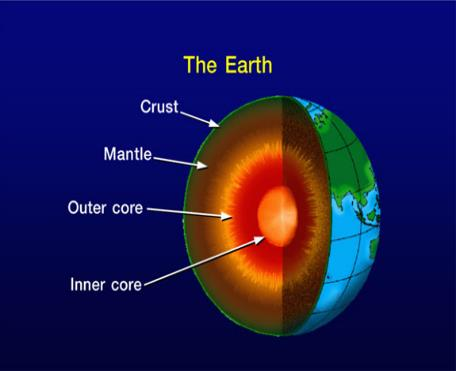 The Earth
Crust
Mantle
Outer core
Inner core